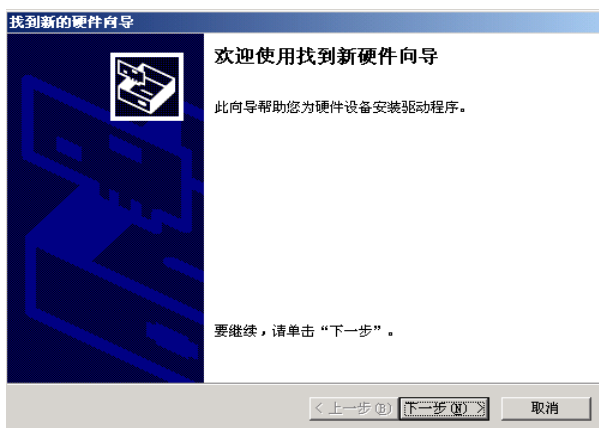 找到新的硬件向导
欢迎使用找到新硬件向导
此向导帮助您为硬件设备安装驱动程序。
要继续，请单击“下一步”。
< 上一步(B) 下一步(N) > 取消